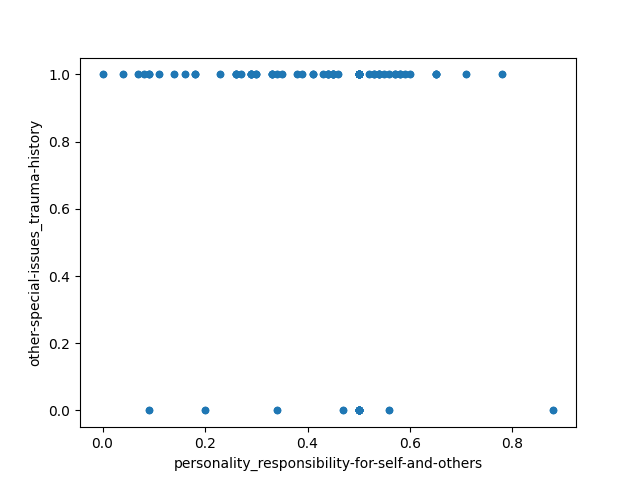 1.0
0.8
0.6
0.4
0.2
0.0
other-special-issues_trauma-history
0.0 0.2 0.4 0.6 0.8
personality_responsibility-for-self-and-others